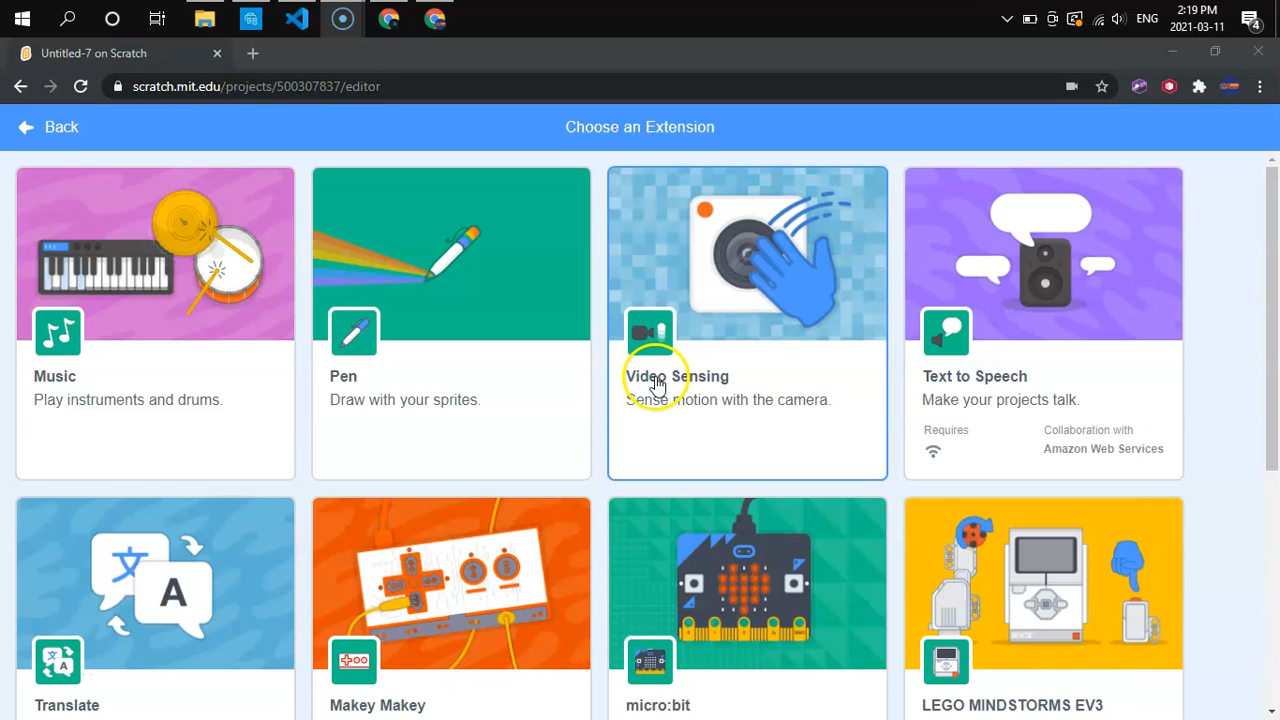 2:19 PM
ENG
2021-03-11
4
Untitled-7 on Scratch
scratch.mit.edu/projects/500307837/editor
Back
Choose an Extension
Music
Play instruments and drums.
Pen
Draw with your sprites.
Video Sensing
Sense motion with the camera.
Text to Speech
Make your projects talk.
Requires
Collaboration with
Amazon Web Services
文
A
Translate
Makey Makey
micro:bit
EV3
LEGO MINDSTORMS EV3